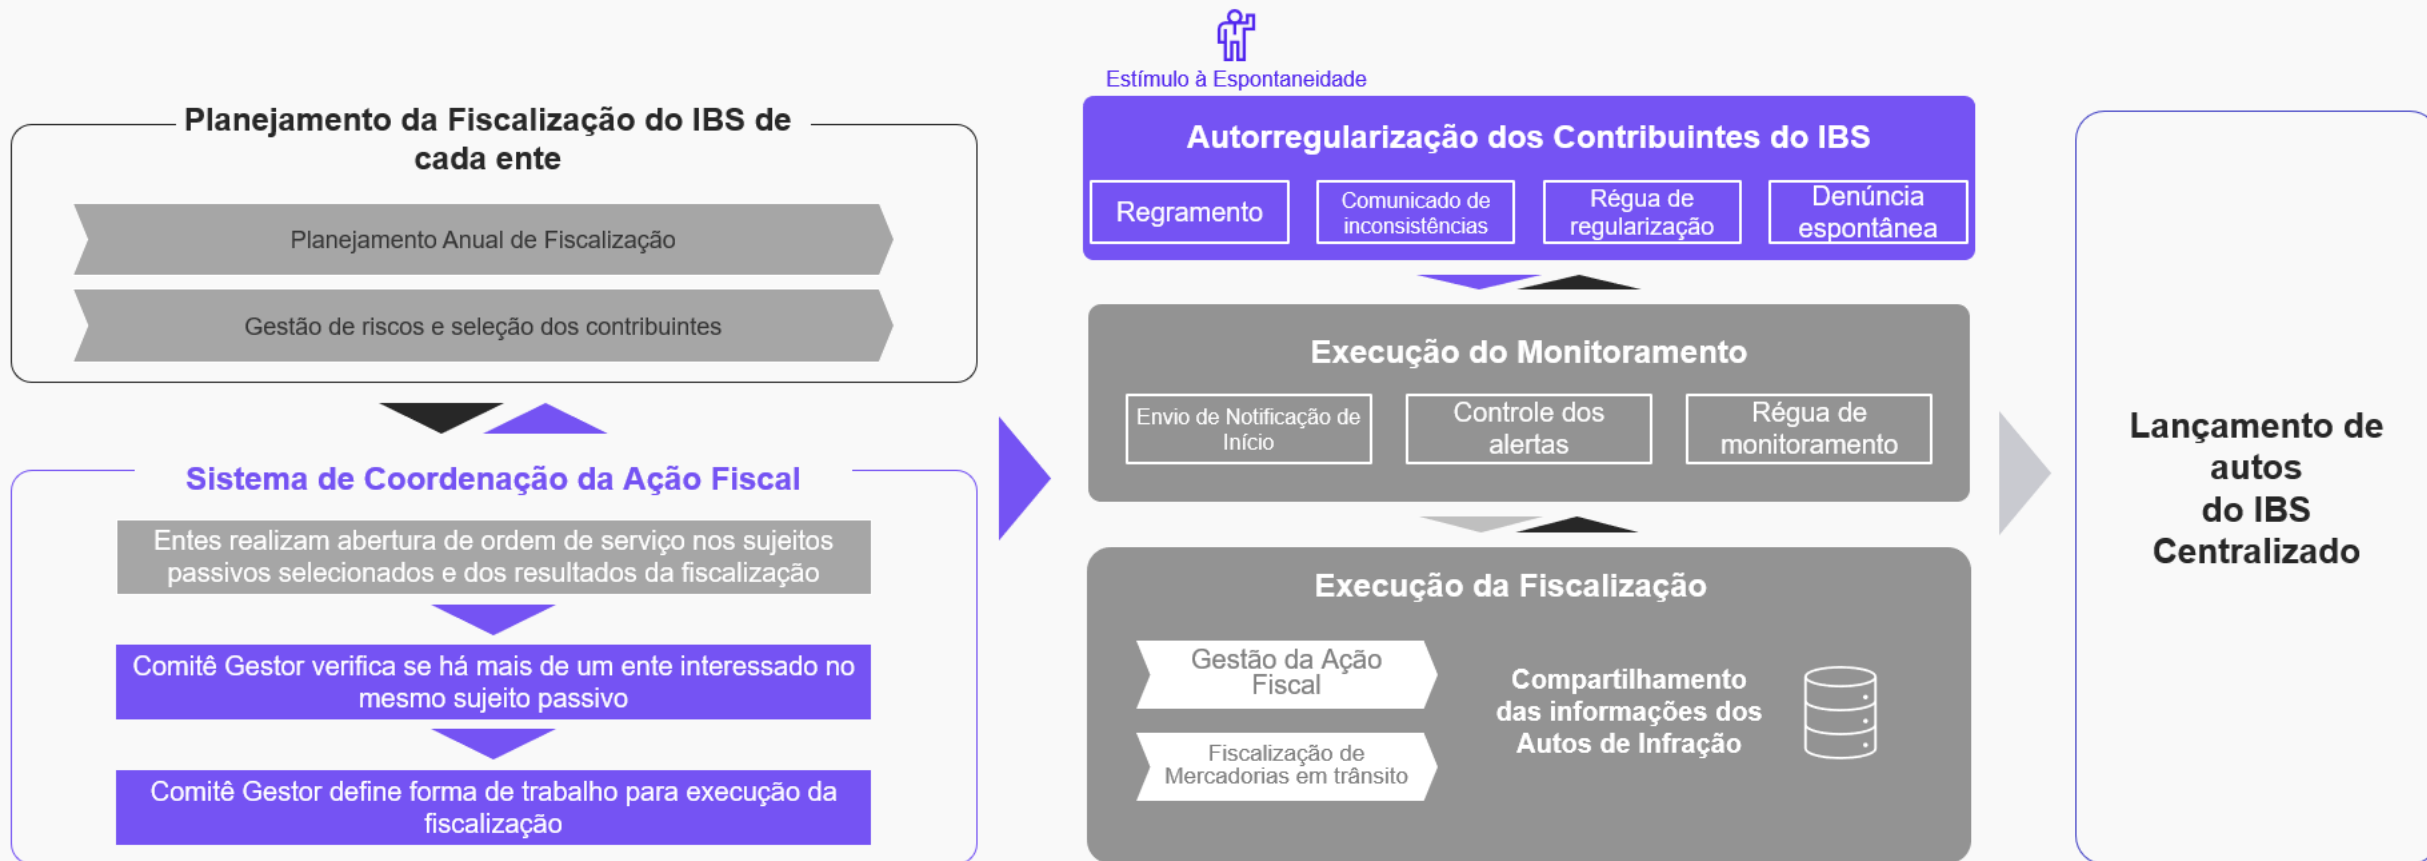 Planejamento da Fiscalização do IBS de
cada ente
Planejamento Anual de Fiscalização
Gestão de riscos e seleção dos contribuintes
Sistema de Coordenação da Ação Fiscal
Entes realizam abertura de ordem de serviço nos sujeitos
passivos selecionados e dos resultados da fiscalização
Comitê Gestor verifica se há mais de um ente interessado no
mesmo sujeito passivo
Comitê Gestor define forma de trabalho para execução da
fiscalização
Estímulo à Espontaneidade
Autorregularização dos Contribuintes do IBS
Regramento
Comunicado de
inconsistências
Régua de
regularização
Denúncia
espontânea
Execução do Monitoramento
Envio de Notificação de
Início
Controle dos
alertas
Régua de
monitoramento
Execução da Fiscalização
Gestão da Ação
Fiscal
Fiscalização de
Mercadorias em trânsito
Compartilhamento
das informações dos
Autos de Infração
Lançamento de
autos
do IBS
Centralizado